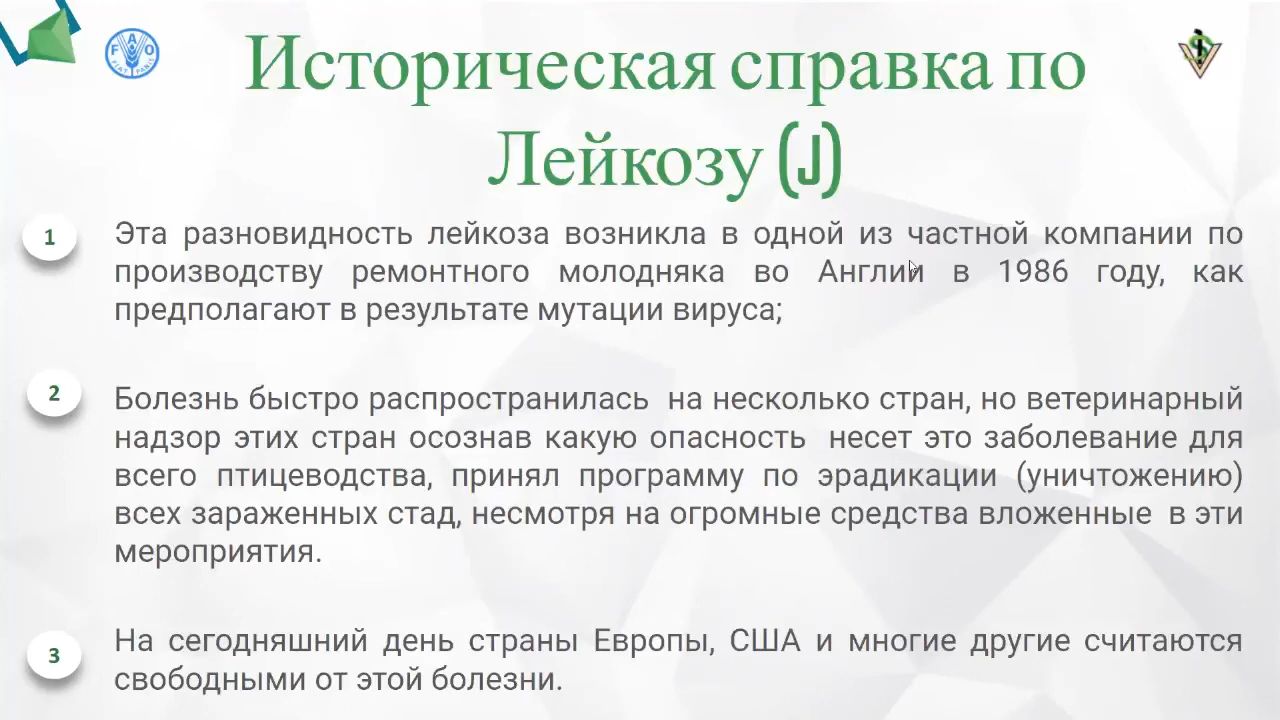 Историческая справка по
Лейкозу (J)
FAO
FIAT PANIS
1
Эта разновидность лейкоза возникла в одной из частной компании по
производству ремонтного молодняка во Англии в 1986 году, как
предполагают в результате мутации вируса;
2
Болезнь быстро распространилась на несколько стран, но ветеринарный
надзор этих стран осознав какую опасность несет это заболевание для
всего птицеводства, принял программу по эрадикации (уничтожению)
всех зараженных стад, несмотря на огромные средства вложенные в эти
мероприятия.
3
На сегодняшний день страны Европы, США и многие другие считаются
свободными от этой болезни.